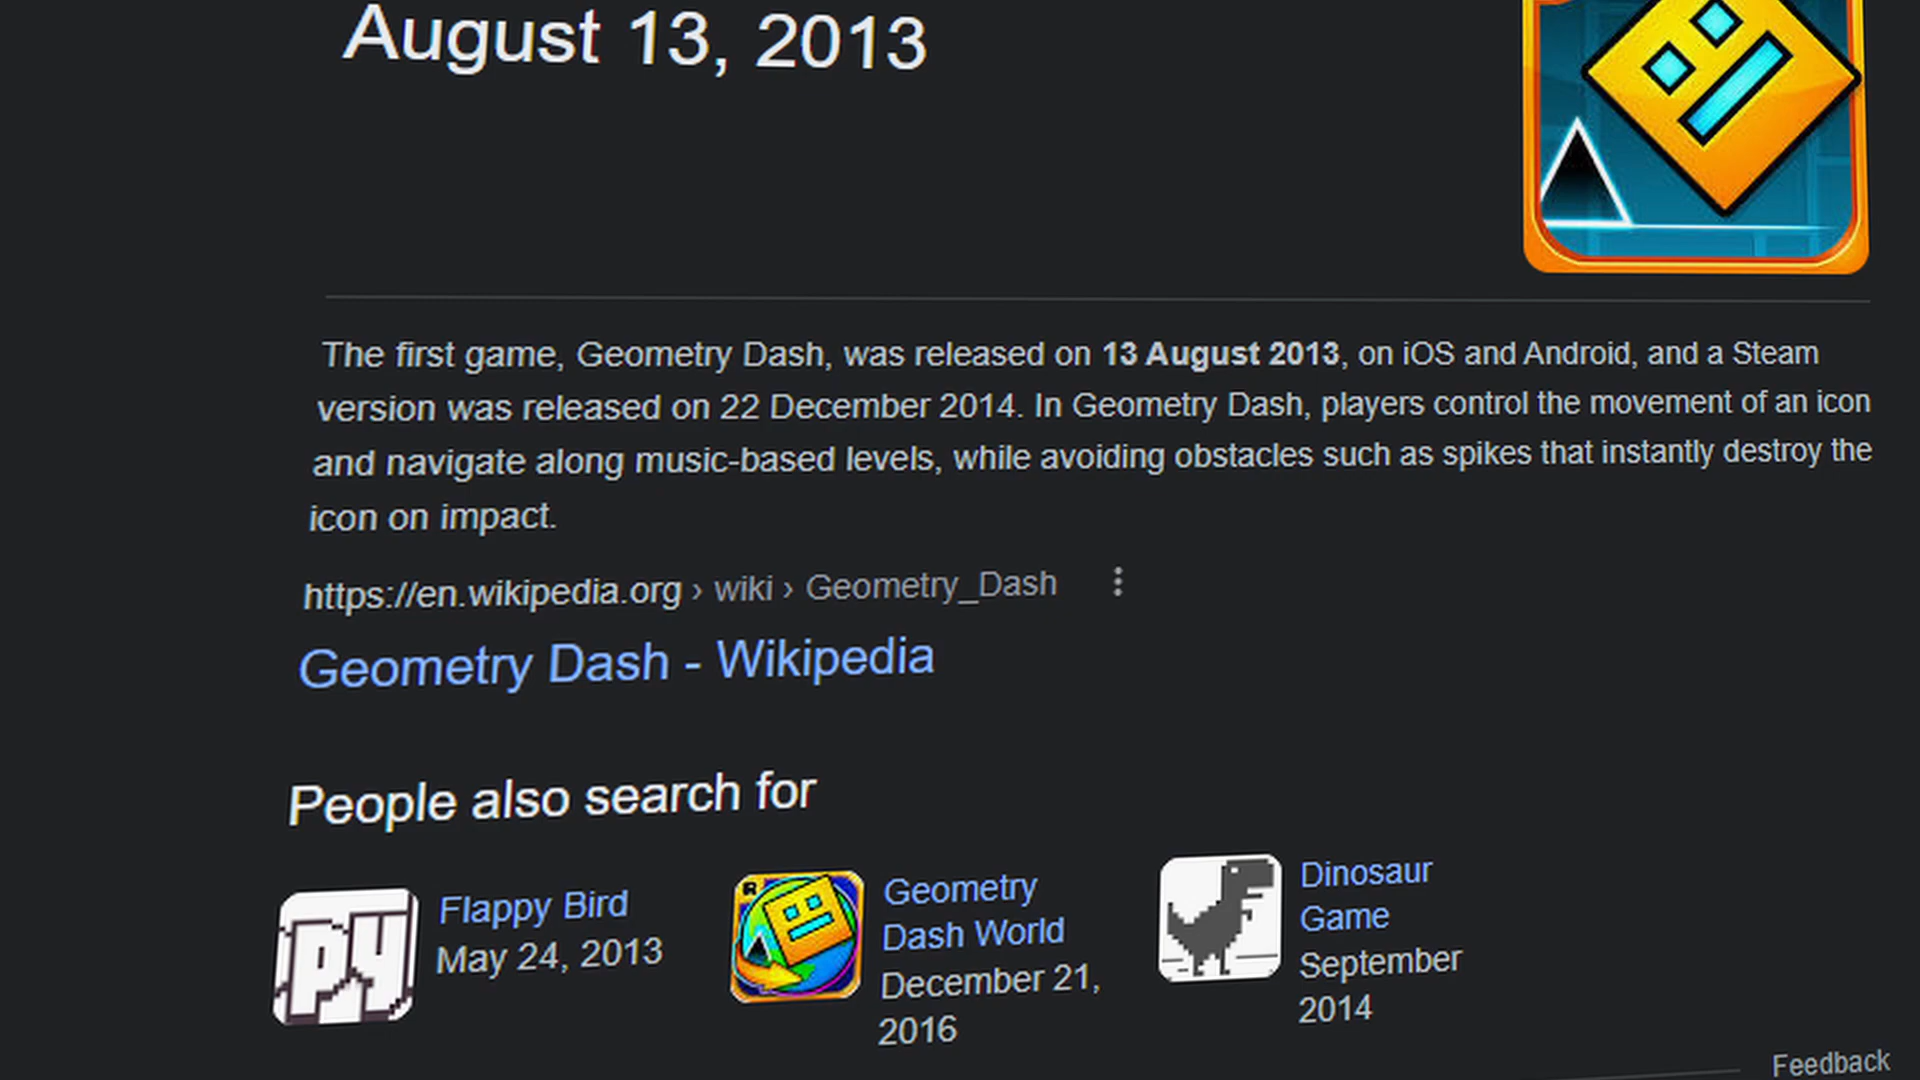 August 13, 2013
The first game, Geometry Dash, was released on 13 August 2013, on iOS and Android, and a Steam
version was released on 22 December 2014. In Geometry Dash, players control the movement of an icon
and navigate along music-based levels, while avoiding obstacles such as spikes that instantly destroy the
icon on impact.
https://en.wikipedia.org › wiki › Geometry_Dash
Geometry Dash - Wikipedia
People also search for
py
Flappy Bird
May 24, 2013
R
Geometry
Dash World
December 21,
2016
Dinosaur
Game
September
2014
Feedback